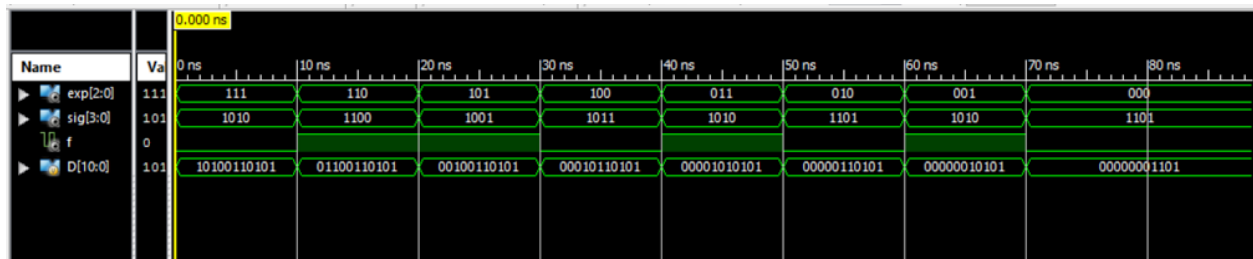 0.000 ns
Name Va 0 ns 10 ns 20 ns 30 ns 40 ns 50 ns 60 ns 70 ns 80 ns
exp[2:0] 111 111 110 101 100 011 010 001 000
sig[3:0] 101 1010 1100 1001 1011 1010 1101 1010 1101
f 0
D[10:0] 101 10100110101 01100110101 00100110101 00010110101 00001010101 00000110101 00000010101 00000001101